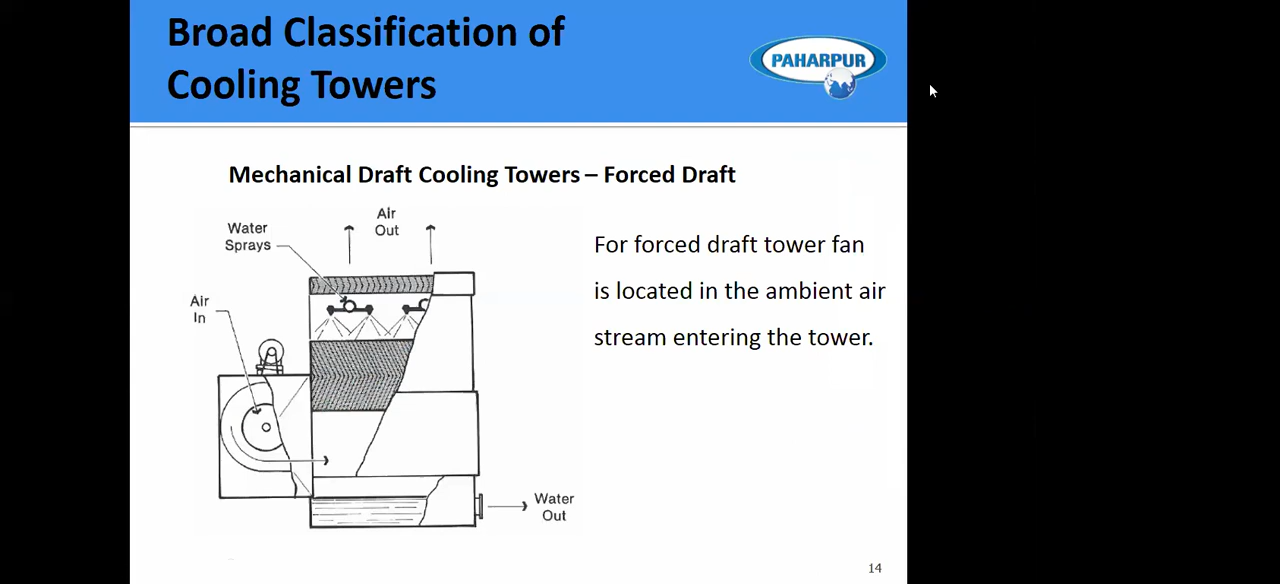 Broad Classification of
Cooling Towers
PAHARPUR
Mechanical Draft Cooling Towers – Forced Draft
Air
Out
Water
Sprays
Air
In
For forced draft tower fan
is located in the ambient air
stream entering the tower.
Water
Out
14